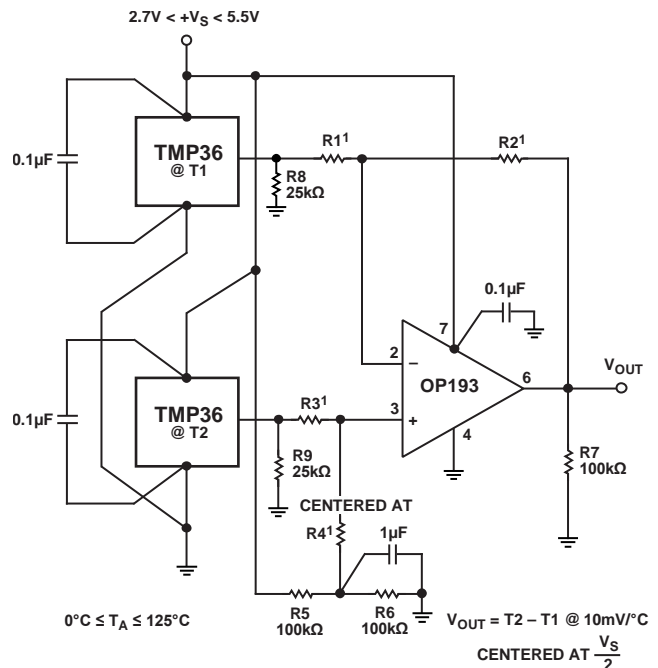 2.7V < +VS < 5.5V
0.1µF
TMP36
@ T1
R1¹
R2¹
R8
25kΩ
0.1µF
7
2
−
OP193
6
VOUT
3
+
4
0.1µF
TMP36
@ T2
R3¹
R9
25kΩ
R7
100kΩ
CENTERED AT
R4¹
1µF
R5
100kΩ
R6
100kΩ
0°C ≤ TA ≤ 125°C
VOUT = T2 – T1 @ 10mV/°C
CENTERED AT VS
2